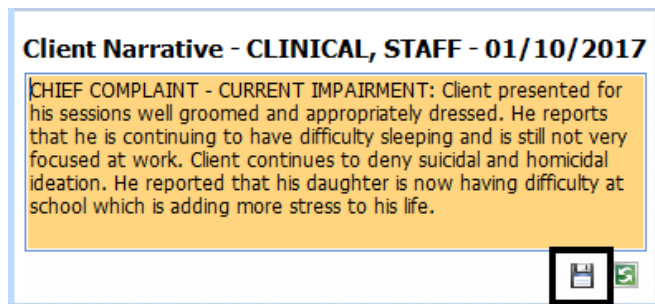 Client Narrative - CLINICAL, STAFF - 01/10/2017
CHIEF COMPLAINT - CURRENT IMPAIRMENT: Client presented for
his sessions well groomed and appropriately dressed. He reports
that he is continuing to have difficulty sleeping and is still not very
focused at work. Client continues to deny suicidal and homicidal
ideation. He reported that his daughter is now having difficulty at
school which is adding more stress to his life.